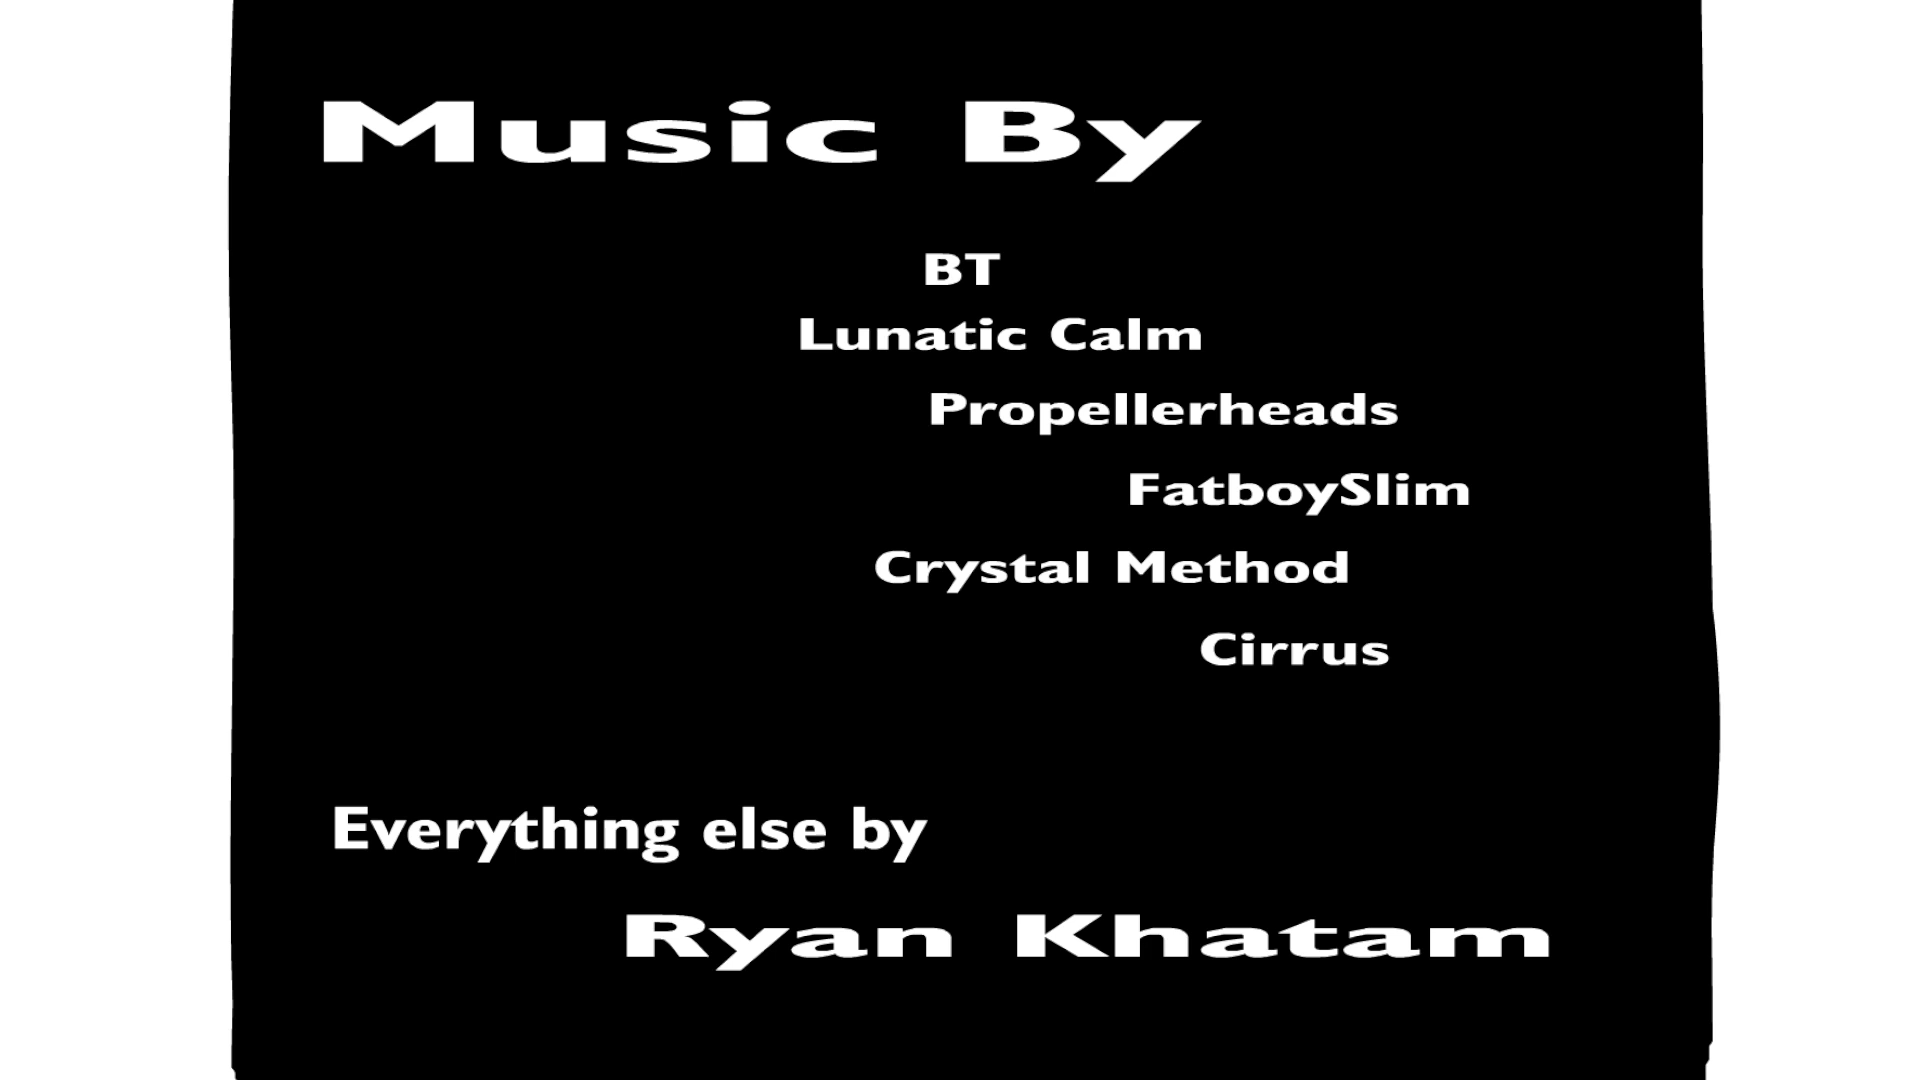 Music By
BT
Lunatic Calm
Propellerheads
FatboySlim
Crystal Method
Cirrus
Everything else by
Ryan Khatam